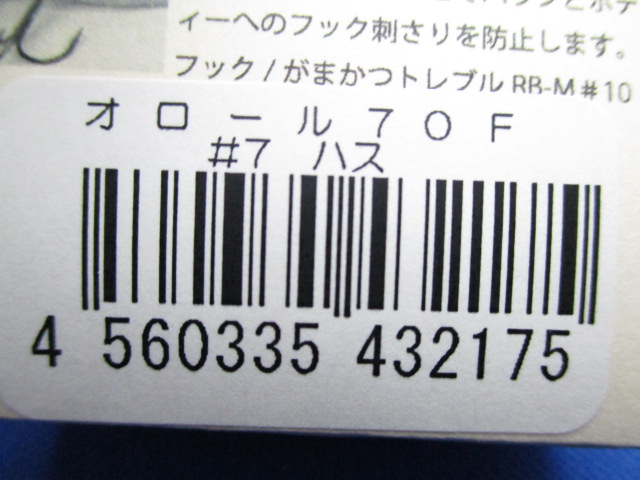 ィーへのフック刺さりを防止します。
フック/がまかつトレブル RB-M #10
オロール70F
#7 ハス
4 560335 432175